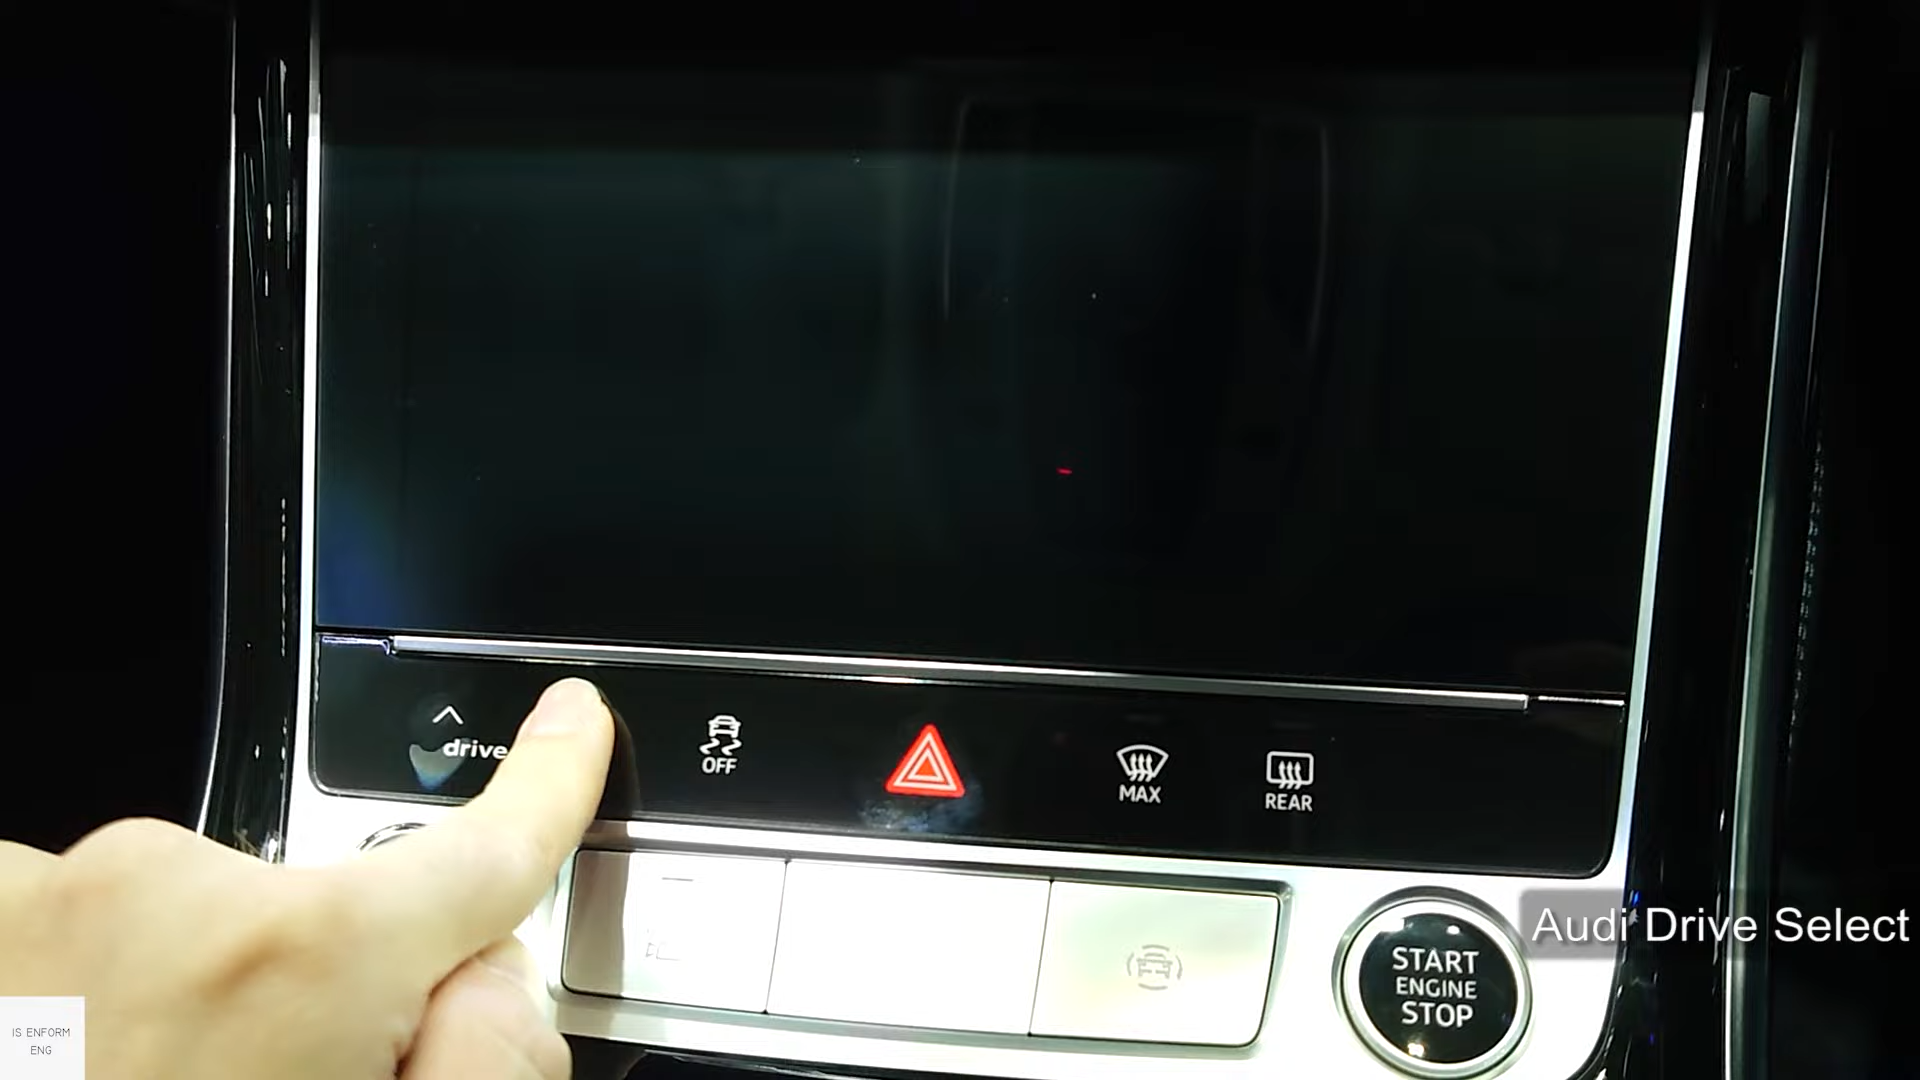 drive
OFF
MAX
REAR
Audi Drive Select
START
ENGINE
STOP
IS ENFORM
ENG